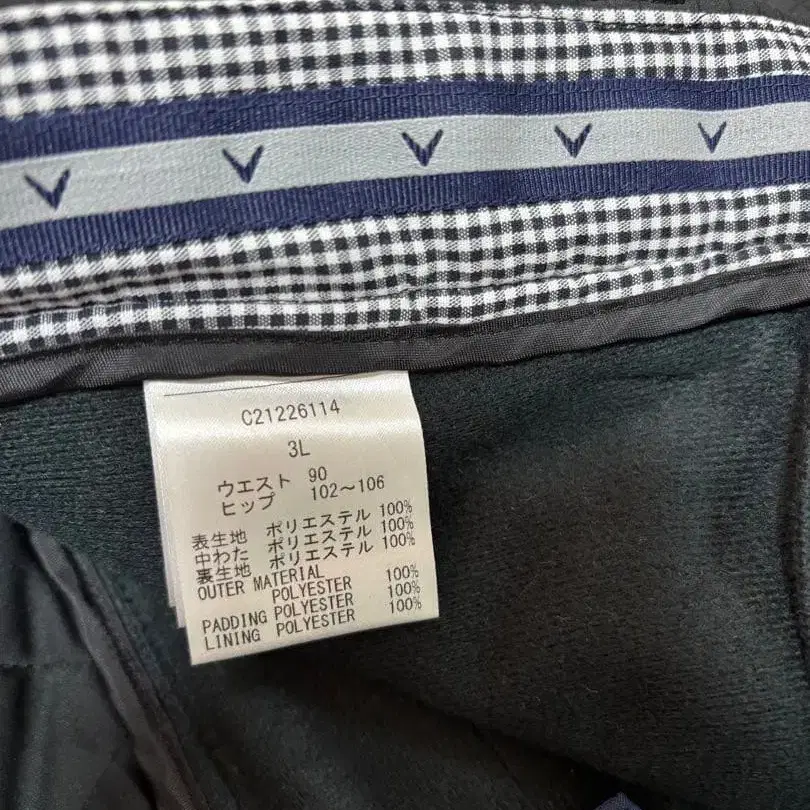 C21226114
3L
ウエスト 90
ヒップ 102～106
表生地 ポリエステル 100%
中わた ポリエステル 100%
裏生地 ポリエステル 100%
OUTER MATERIAL
POLYESTER 100%
PADDING POLYESTER 100%
LINING POLYESTER 100%